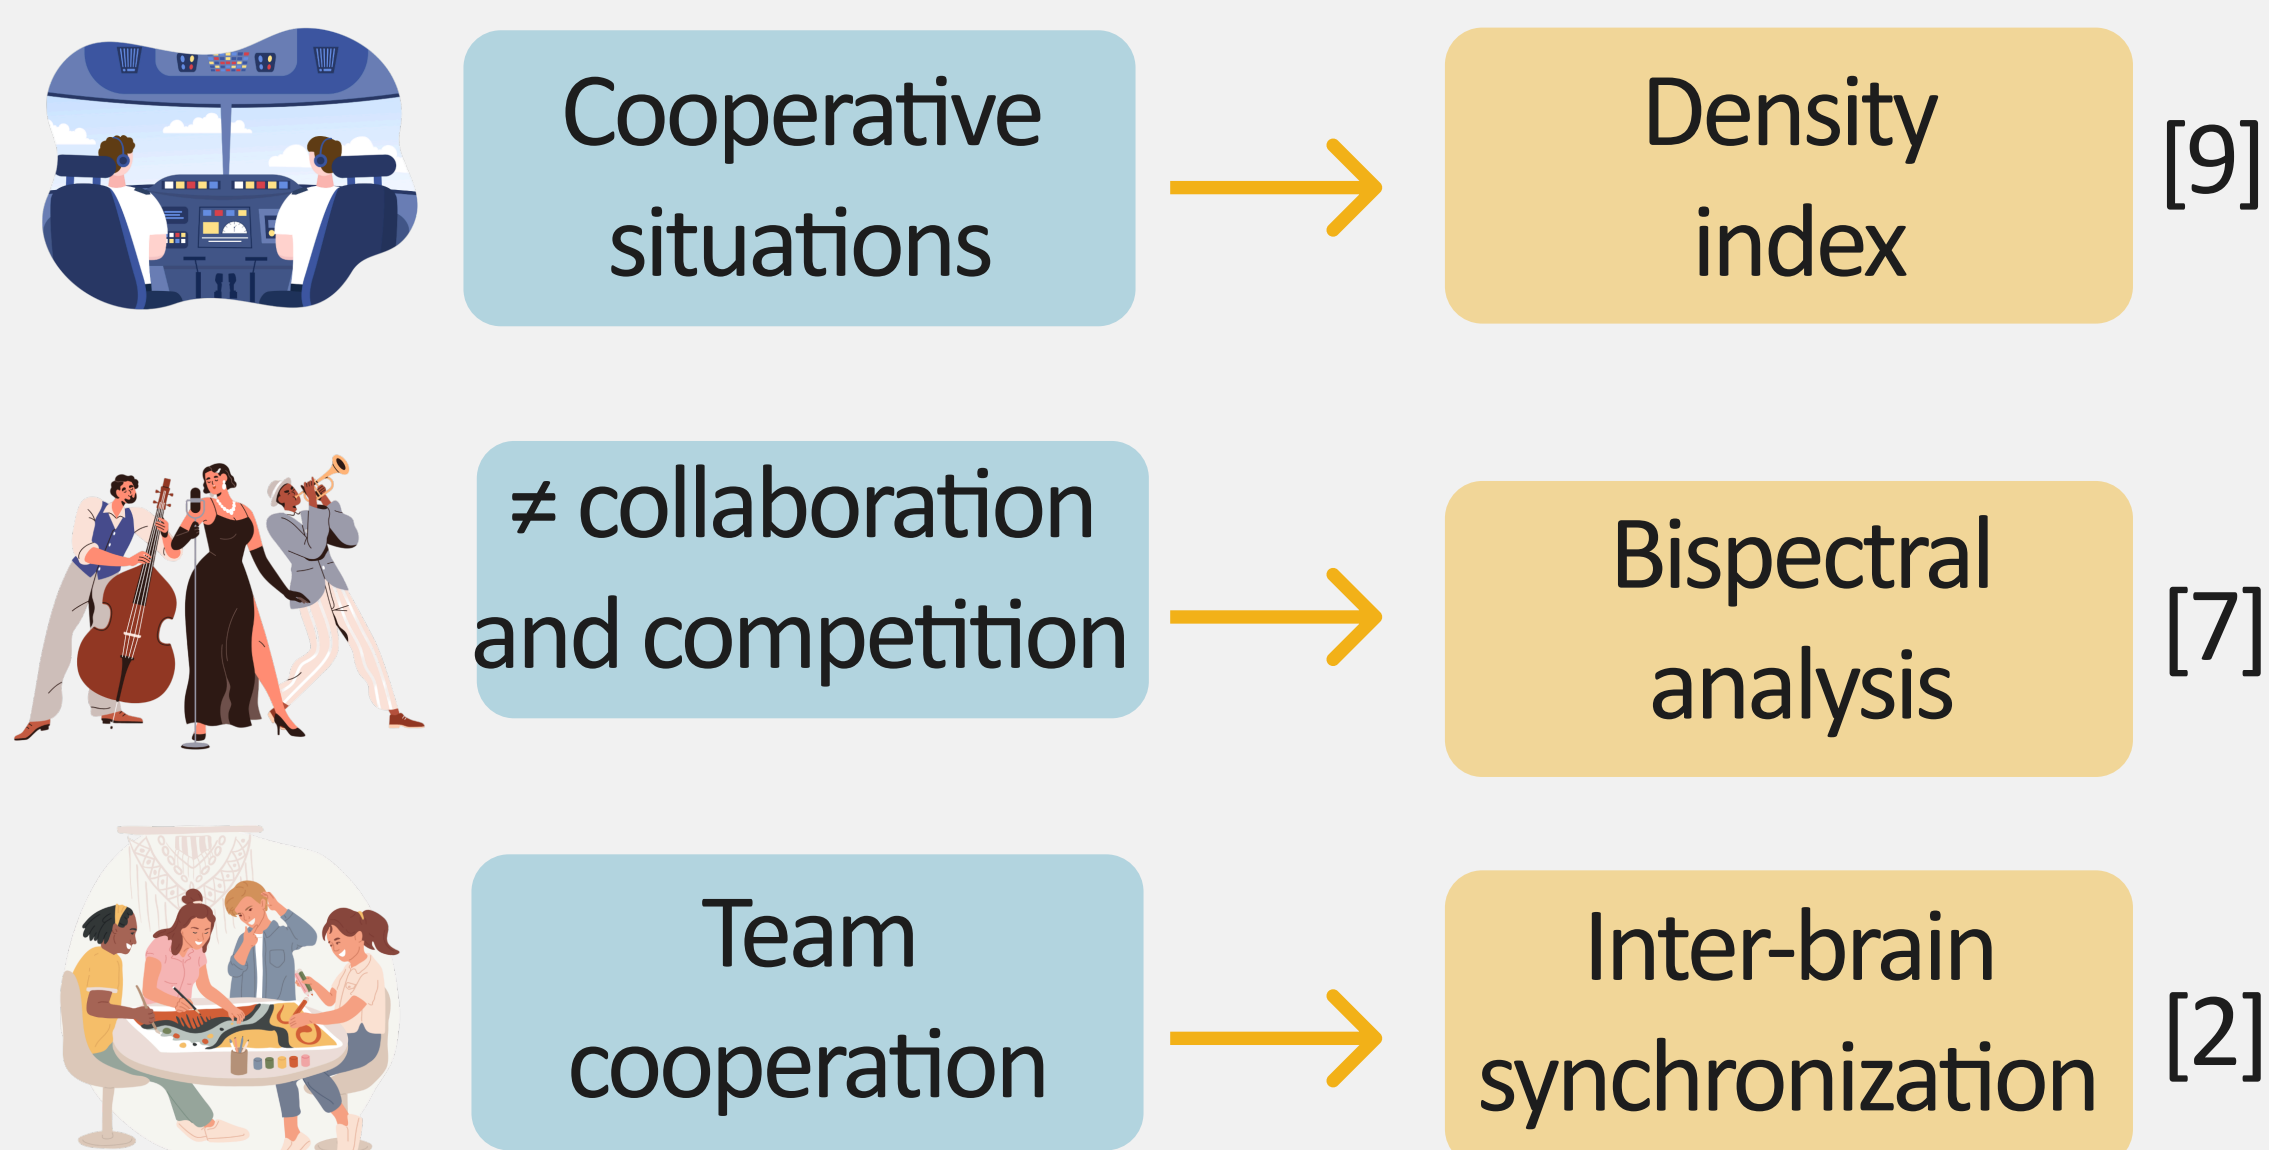 Cooperative
situations
Density
index
[9]
≠ collaboration
and competition
Bispectral
analysis
[7]
Team
cooperation
Inter-brain
synchronization
[2]